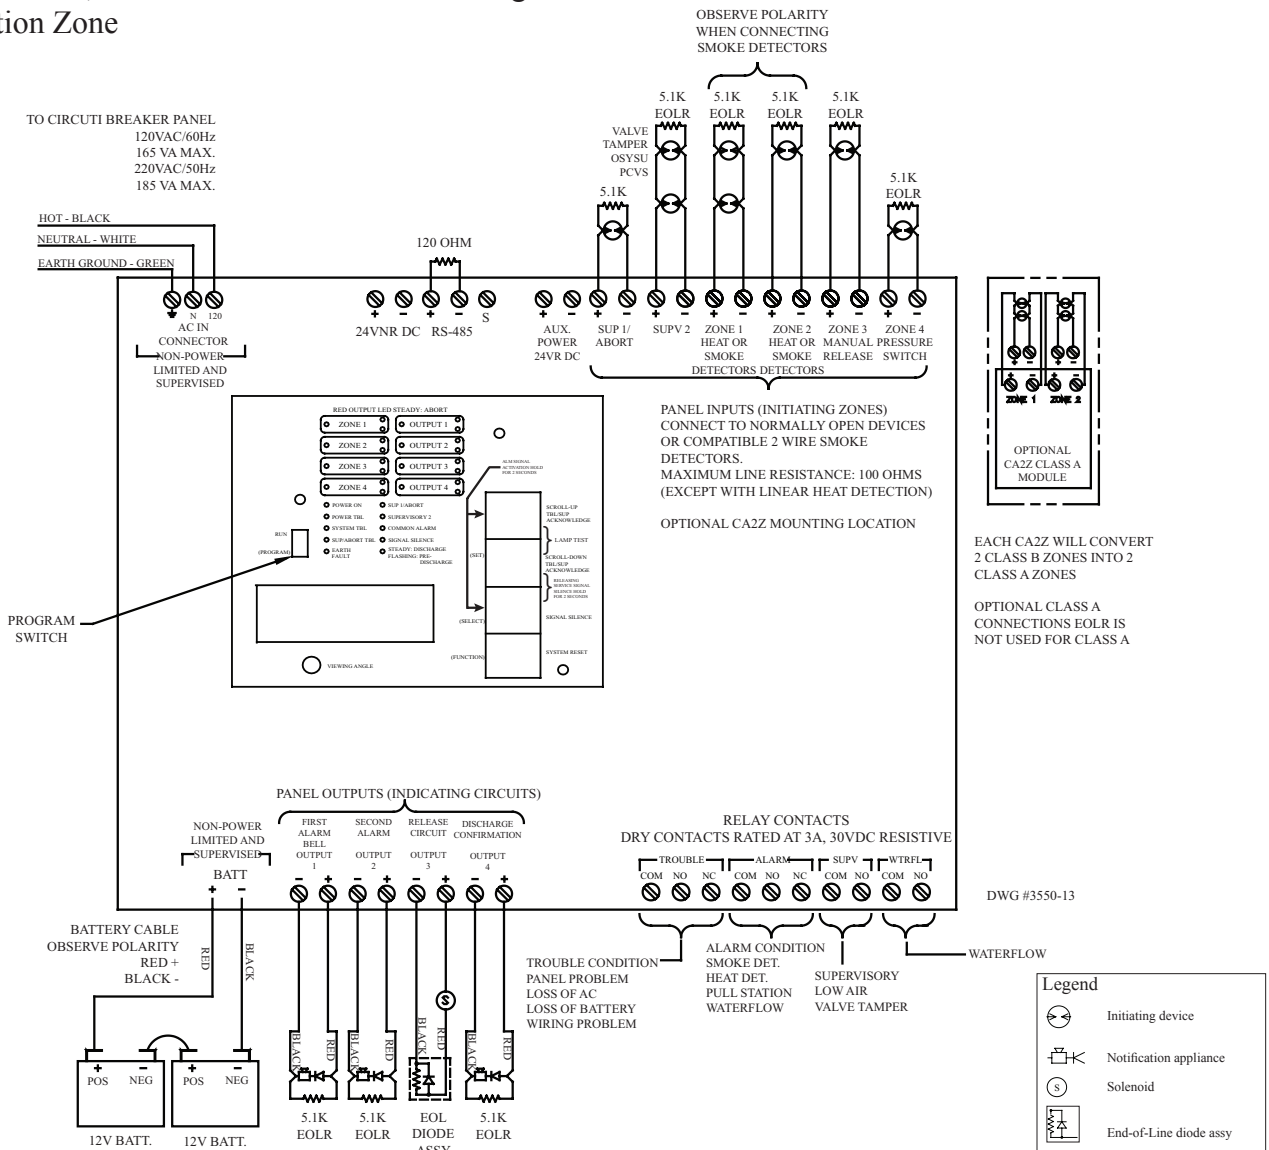 tion Zone
OBSERVE POLARITY
WHEN CONNECTING
SMOKE DETECTORS
TO CIRCUTI BREAKER PANEL
120VAC/60Hz
165 VA MAX.
220VAC/50Hz
185 VA MAX.
5.1K
EOLR
5.1K
EOLR
5.1K
EOLR
5.1K
EOLR
VALVE
TAMPER
OSYSU
PCVS
5.1K
5.1K
EOLR
HOT - BLACK
NEUTRAL - WHITE
EARTH GROUND - GREEN
120 OHM
N 120
AC IN
CONNECTOR
NON-POWER
LIMITED AND
SUPERVISED
+ - + - S
24VNR DC RS-485
+ - + - + - + - + - + - + -
AUX.
POWER
24VR DC
SUP 1/
ABORT
SUPV 2
ZONE 1
HEAT OR
SMOKE
DETECTORS
ZONE 2
HEAT OR
SMOKE
DETECTORS
ZONE 3
MANUAL
RELEASE
ZONE 4
PRESSURE
SWITCH
+ - + -
+ - + -
ZONE 1 ZONE 2
OPTIONAL
CA2Z CLASS A
MODULE
PANEL INPUTS (INITIATING ZONES)
CONNECT TO NORMALLY OPEN DEVICES
OR COMPATIBLE 2 WIRE SMOKE
DETECTORS.
MAXIMUM LINE RESISTANCE: 100 OHMS
(EXCEPT WITH LINEAR HEAT DETECTION)
OPTIONAL CA2Z MOUNTING LOCATION
EACH CA2Z WILL CONVERT
2 CLASS B ZONES INTO 2
CLASS A ZONES
OPTIONAL CLASS A
CONNECTIONS EOLR IS
NOT USED FOR CLASS A
RED OUTPUT LED STEADY: ABORT
ZONE 1 OUTPUT 1
ZONE 2 OUTPUT 2
ZONE 3 OUTPUT 3
ZONE 4 OUTPUT 4
POWER ON SUP 1/ABORT
POWER TBL SUPERVISORY 2
SYSTEM TBL COMMON ALARM
SUP/ABORT TBL SIGNAL SILENCE
EARTH
FAULT
STEADY: DISCHARGE
FLASHING: PRE-
DISCHARGE
ALM SIGNAL
ACTIVATION HOLD
FOR 2 SECONDS
RUN
(PROGRAM)
PROGRAM
SWITCH
SCROLL-UP
TBL/SUP
ACKNOWLEDGE
LAMP TEST
(SET)
SCROLL-DOWN
TBL/SUP
ACKNOWLEDGE
RELEASING
SERVICE SIGNAL
SILENCE HOLD
FOR 2 SECONDS
(SELECT)
SIGNAL SILENCE
(FUNCTION)
SYSTEM RESET
VIEWING ANGLE
PANEL OUTPUTS (INDICATING CIRCUITS)
FIRST
ALARM
BELL
OUTPUT
1
SECOND
ALARM
OUTPUT
2
RELEASE
CIRCUIT
OUTPUT
3
DISCHARGE
CONFIRMATION
OUTPUT
4
- + - + - + - +
NON-POWER
LIMITED AND
SUPERVISED
BATT
+ -
RELAY CONTACTS
DRY CONTACTS RATED AT 3A, 30VDC RESISTIVE
TROUBLE ALARM SUPV WTRFL
COM NO NC COM NO NC COM NO COM NO
DWG #3550-13
BATTERY CABLE
OBSERVE POLARITY
RED +
BLACK -
RED
BLACK
TROUBLE CONDITION
PANEL PROBLEM
LOSS OF AC
LOSS OF BATTERY
WIRING PROBLEM
ALARM CONDITION
SMOKE DET.
HEAT DET.
PULL STATION
WATERFLOW
SUPERVISORY
LOW AIR
VALVE TAMPER
WATERFLOW
S
BLACK RED
BLACK RED
BLACK RED
BLACK RED
+ -
POS NEG
12V BATT.
+ -
POS NEG
12V BATT.
5.1K
EOLR
5.1K
EOLR
EOL
DIODE
ASSY
5.1K
EOLR
Legend
Initiating device
Notification appliance
S Solenoid
End-of-Line diode assy